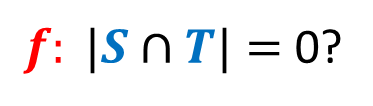 f: |S ∩ T| = 0?